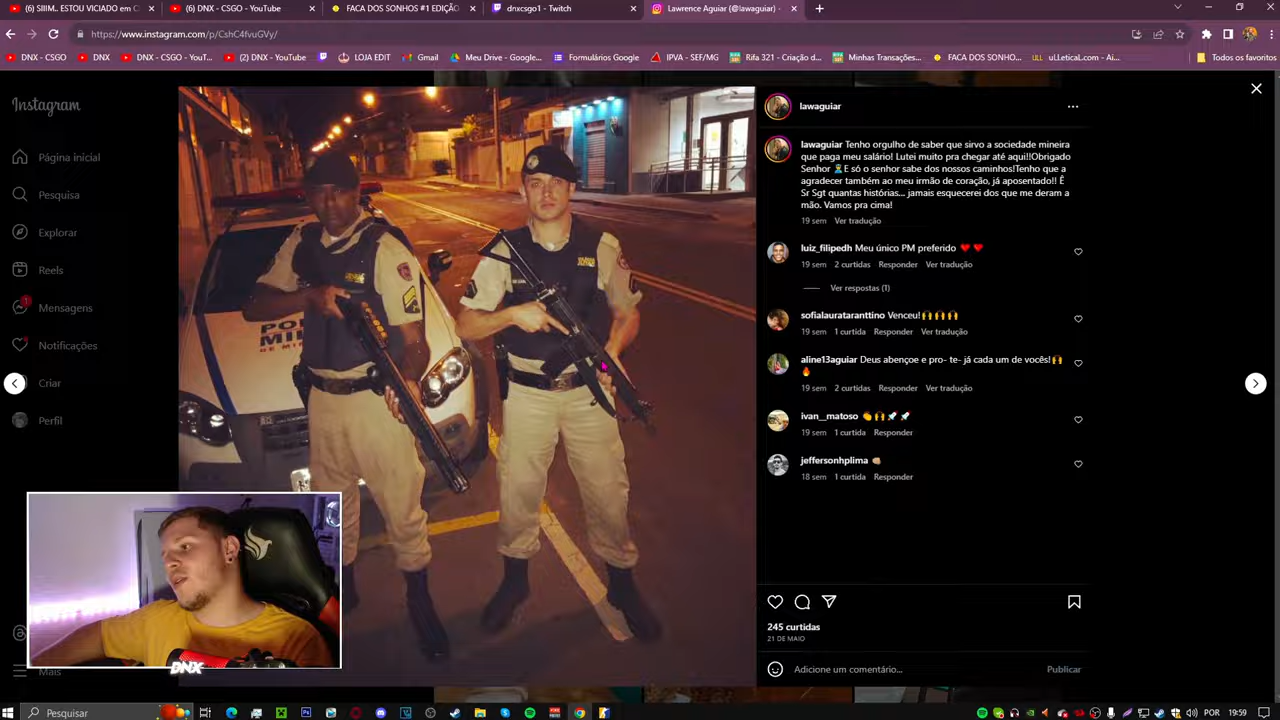 (6) SIIIM.. ESTOU VICIADO em C
(6) DNX - CSGO - YouTube
FACA DOS SONHOS #1 EDIÇÃO
dnxcsgo1 - Twitch
Lawrence Aguiar (@lawaguiar) -
https://www.instagram.com/p/CshC4fvuGVy/
DNX - CSGO
DNX
DNX - CSGO - YouT...
(2) DNX - YouTube
LOJA EDIT
Gmail
Meu Drive - Google...
Formulários Google
IPVA - SEF/MG
Rifa 321 - Criação d...
Minhas Transações...
FACA DOS SONHO...
uLLeticaL.com - Ai...
Todos os favoritos
Instagram
Página inicial
Pesquisa
Explorar
Reels
1
Mensagens
Notificações
Criar
Perfil
Mais
DNX
lawaguiar
lawaguiar Tenho orgulho de saber que sirvo a sociedade mineira
que paga meu salário! Lutei muito pra chegar até aqui!!Obrigado
Senhor E só o senhor sabe dos nossos caminhos!Tenho que a
agradecer também ao meu irmão de coração, já aposentado!! É
Sr Sgt quantas histórias... jamais esquecerei dos que me deram a
mão. Vamos pra cima!
19 sem Ver tradução
luiz_filipedh Meu único PM preferido ❤️ ❤️
19 sem 2 curtidas Responder Ver tradução
Ver respostas (1)
sofialaurataranttino Venceu!🙌🙌🙌
19 sem 1 curtida Responder Ver tradução
aline13aguiar Deus abençoe e pro- te- já cada um de vocês!🙌
🔥
19 sem 2 curtidas Responder Ver tradução
ivan__matoso 👏🙌🚀🚀
19 sem 1 curtida Responder
jeffersonhplima 👊🏼
18 sem 1 curtida Responder
245 curtidas
21 DE MAIO
Adicione um comentário...
Publicar
Pesquisar
POR
19:59